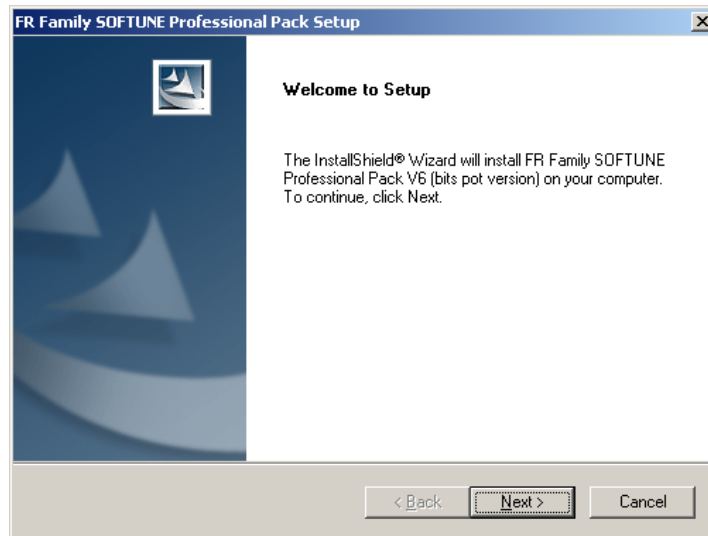 FR Family SOFTUNE Professional Pack Setup
Welcome to Setup
The InstallShield® Wizard will install FR Family SOFTUNE
Professional Pack V6 (bits pot version) on your computer.
To continue, click Next.
< Back
Next >
Cancel